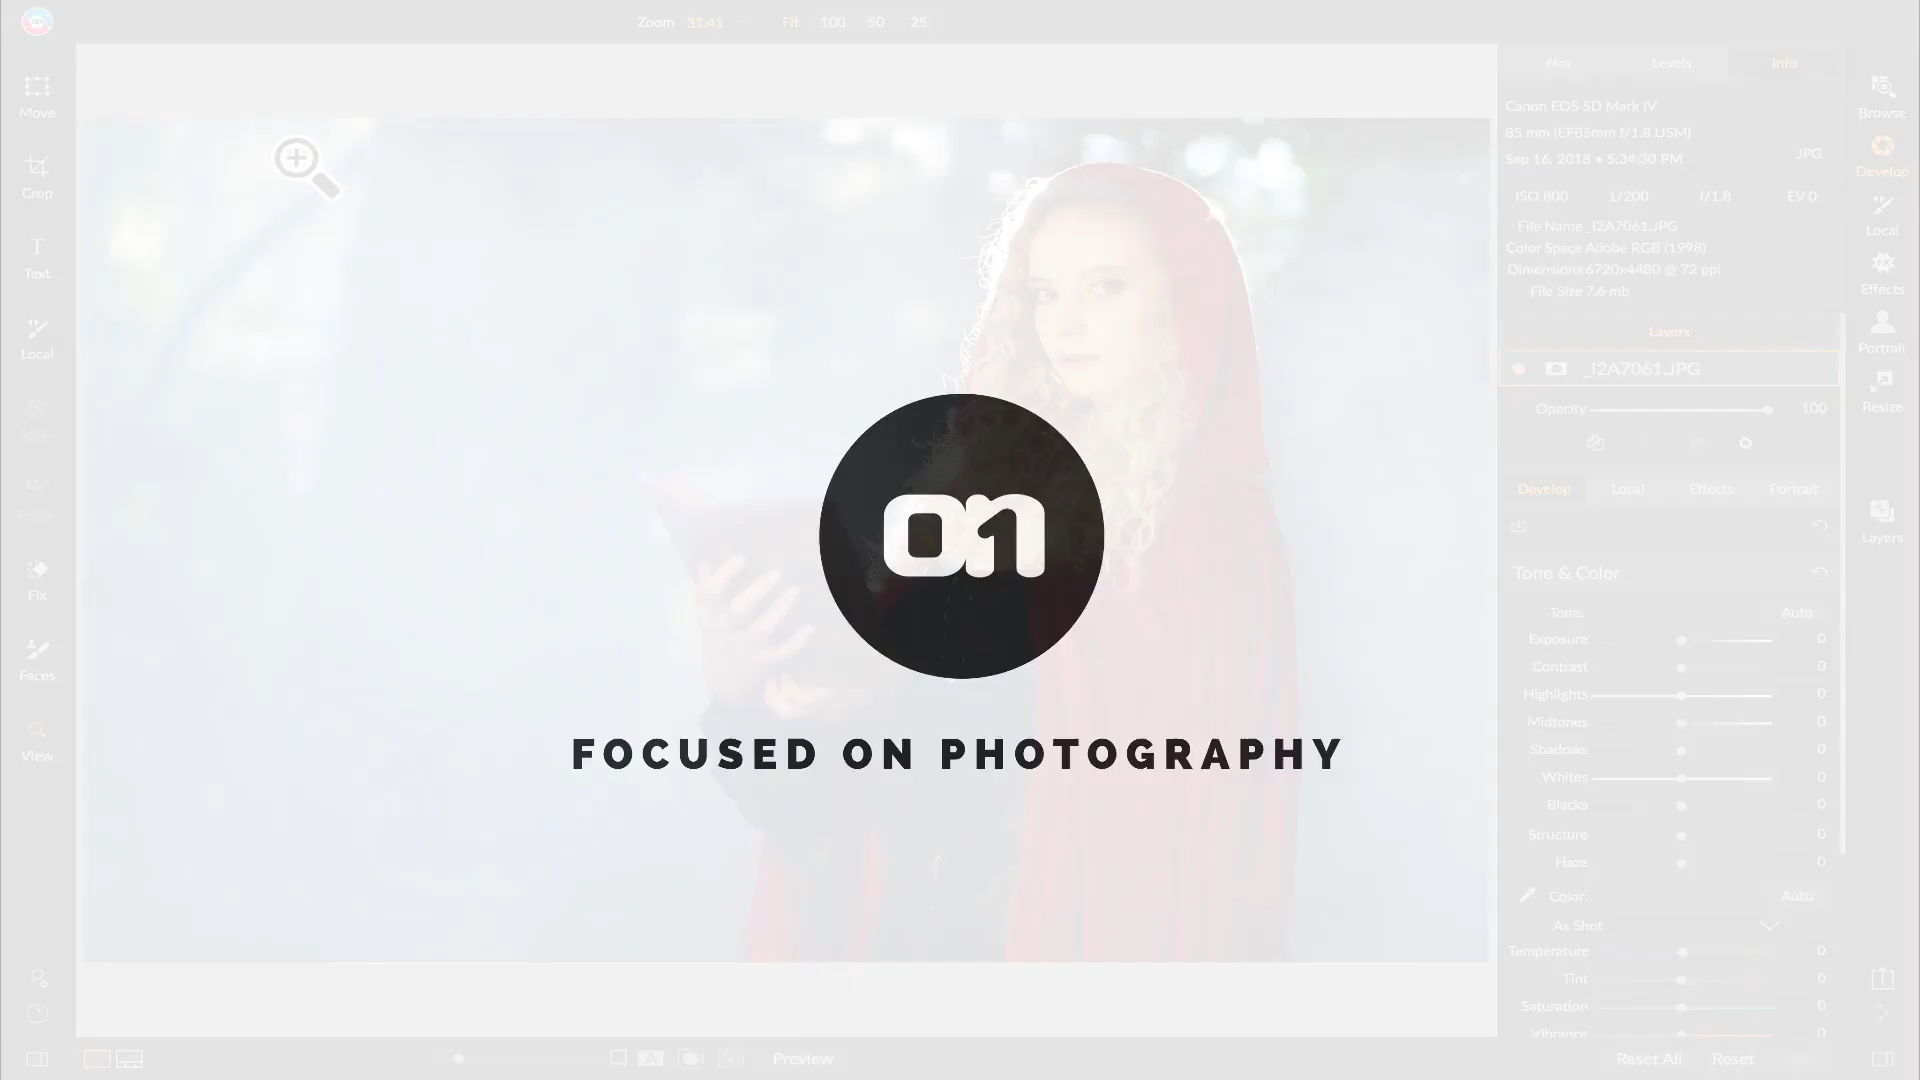 Zoom 31.41 Fit 100 50 25
Move
Crop
Text
Local
Fix
Faces
View
on
FOCUSED ON PHOTOGRAPHY
Nav Levels Info
Canon EOS 5D Mark IV
85 mm (EF85mm f/1.8 USM)
Sep 16, 2018 • 5:34:30 PM JPG
ISO 800 1/200 f/1.8 EV 0
File Name _I2A7061.JPG
Color Space Adobe RGB (1998)
Dimensions 6720x4480 @ 72 ppi
File Size 7.6 mb
Layers
_I2A7061.JPG
Opacity 100
Develop Local Effects Portrait
Tone & Color
Tone: Auto
Exposure 0
Contrast 0
Highlights 0
Midtones 0
Shadows 0
Whites 0
Blacks 0
Structure 0
Haze 0
Color: Auto
As Shot
Temperature 0
Tint 0
Saturation 0
Vibrance 0
Browse
Develop
Local
FX
Effects
Portrait
Resize
Layers
A
Preview
Reset All Reset